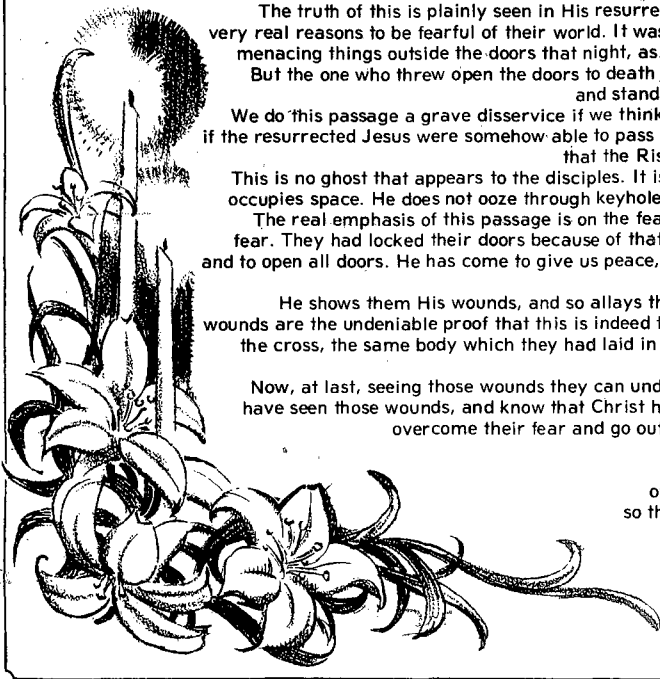 The truth of this is plainly seen in His resurre
very real reasons to be fearful of their world. It was
menacing things outside the doors that night, as
But the one who threw open the doors to death
and stand
We do this passage a grave disservice if we think
if the resurrected Jesus were somehow able to pass
that the Ris
This is no ghost that appears to the disciples. It is
occupies space. He does not ooze through keyhole
The real emphasis of this passage is on the fea
fear. They had locked their doors because of that
and to open all doors. He has come to give us peace,
He shows them His wounds, and so allays th
wounds are the undeniable proof that this is indeed t
the cross, the same body which they had laid in
Now, at last, seeing those wounds they can und
have seen those wounds, and know that Christ h
overcome their fear and go out
o
so th